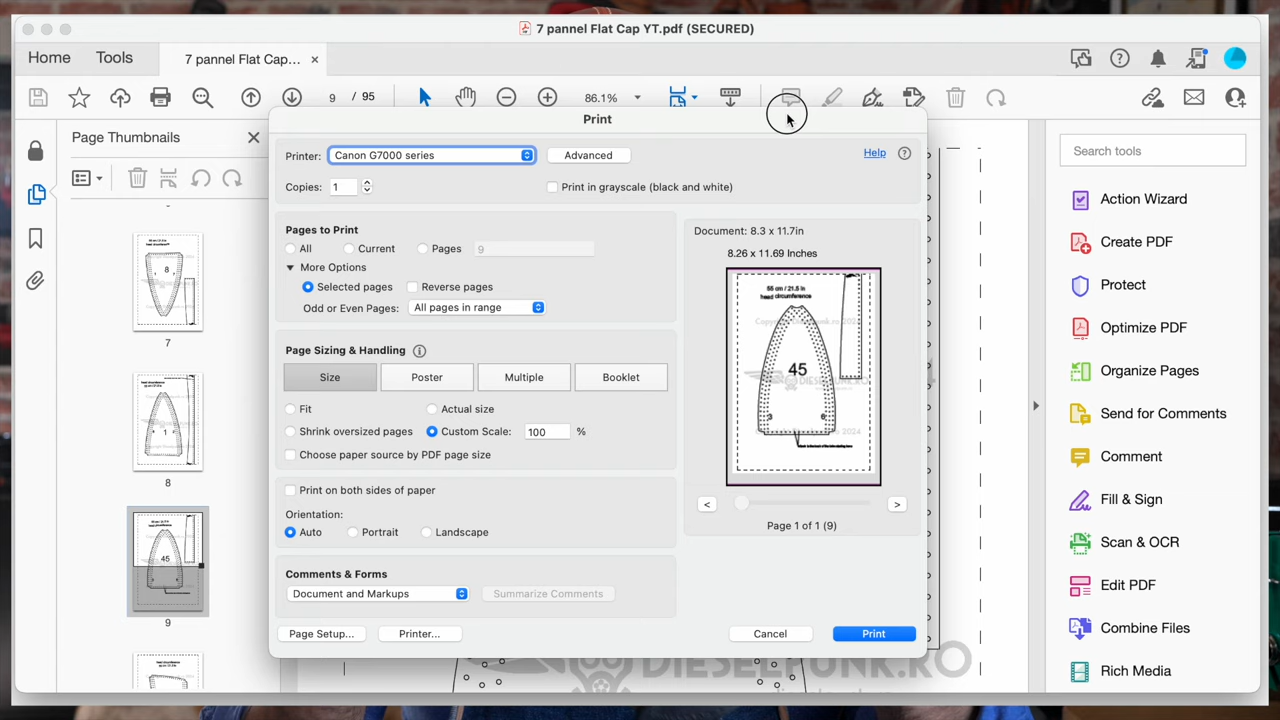 7 pannel Flat Cap YT.pdf (SECURED)
Home Tools 7 pannel Flat Cap...
9 / 95 86.1%
Page Thumbnails
8
7
1
8
45
9
Print
Printer: Canon G7000 series Advanced Help
Copies: 1 Print in grayscale (black and white)
Pages to Print
All Current Pages 9
More Options
Selected pages Reverse pages
Odd or Even Pages: All pages in range
Page Sizing & Handling
Size Poster Multiple Booklet
Fit Actual size
Shrink oversized pages Custom Scale: 100 %
Choose paper source by PDF page size
Print on both sides of paper
Orientation:
Auto Portrait Landscape
Comments & Forms
Document and Markups Summarize Comments
Page Setup... Printer... Cancel Print
Document: 8.3 x 11.7in
8.26 x 11.69 Inches
55 cm / 21.5 in
head circumference
45
Page 1 of 1 (9)
DIESELPUNK.RO
Search tools
Action Wizard
Create PDF
Protect
Optimize PDF
Organize Pages
Send for Comments
Comment
Fill & Sign
Scan & OCR
Edit PDF
Combine Files
Rich Media